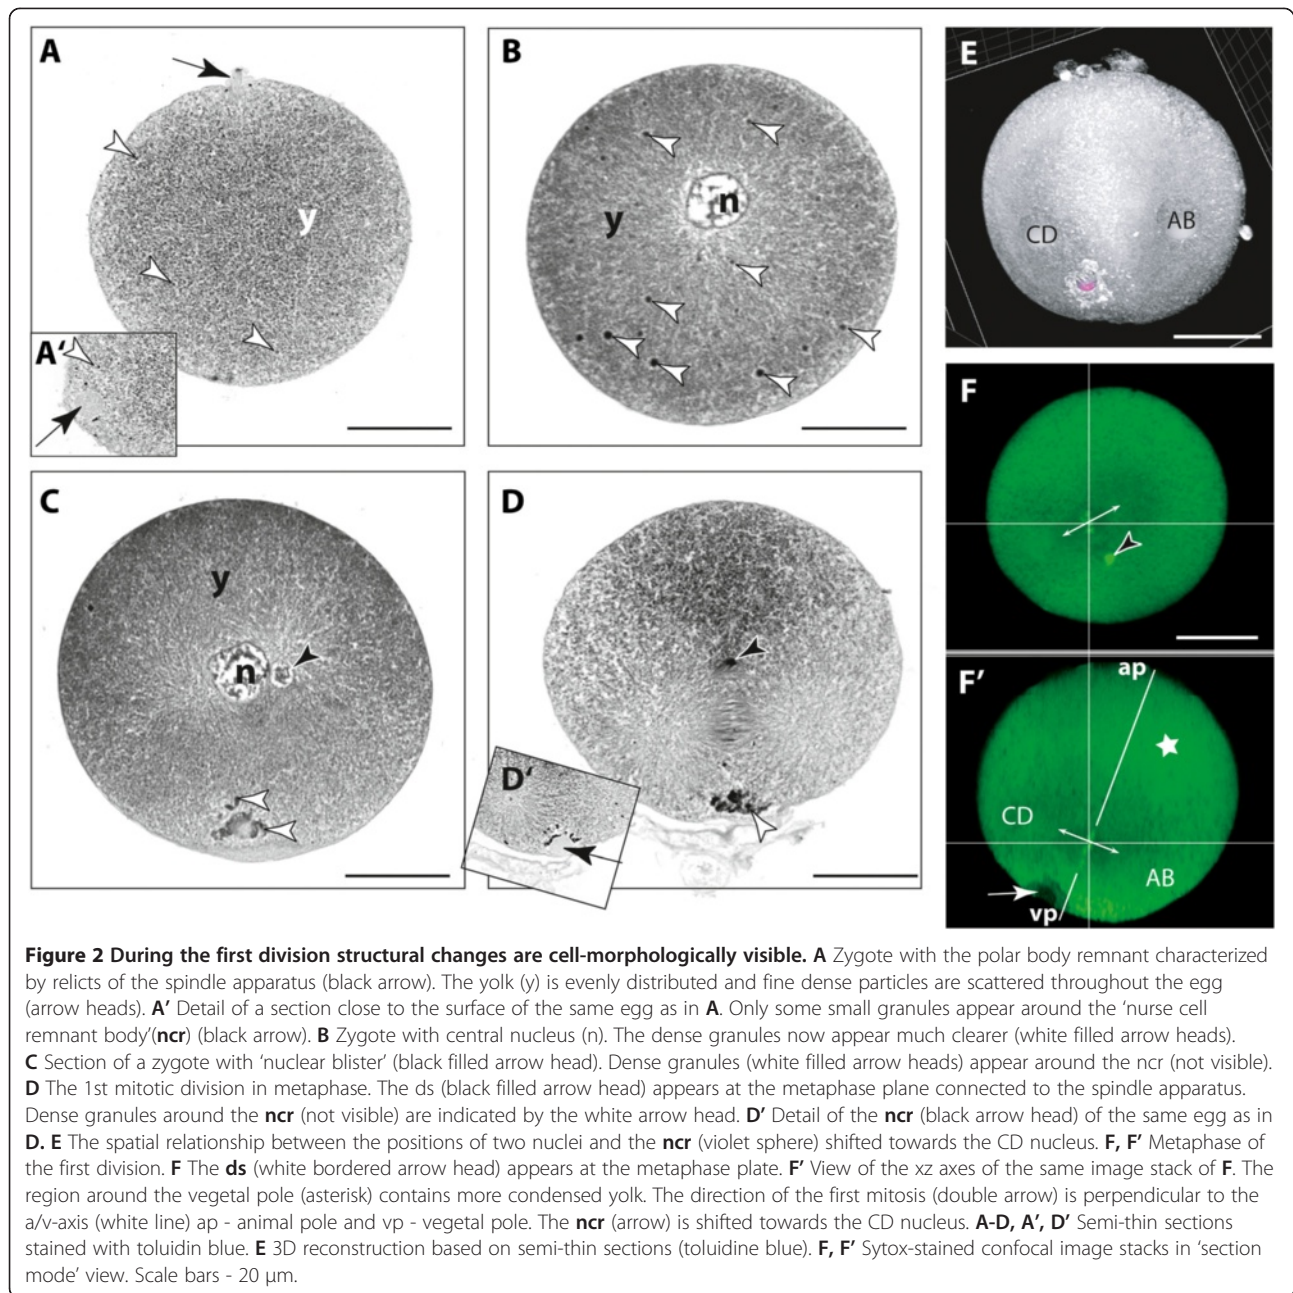 A
y
A'
B
n
y
C
y
n
D
D'
E
CD
AB
F
F'
ap
CD
AB
vp
Figure 2 During the first division structural changes are cell-morphologically visible. A Zygote with the polar body remnant characterized
by relicts of the spindle apparatus (black arrow). The yolk (y) is evenly distributed and fine dense particles are scattered throughout the egg
(arrow heads). A’ Detail of a section close to the surface of the same egg as in A. Only some small granules appear around the ‘nurse cell
remnant body’(ncr) (black arrow). B Zygote with central nucleus (n). The dense granules now appear much clearer (white filled arrow heads).
C Section of a zygote with ‘nuclear blister’ (black filled arrow head). Dense granules (white filled arrow heads) appear around the ncr (not visible).
D The 1st mitotic division in metaphase. The ds (black filled arrow head) appears at the metaphase plane connected to the spindle apparatus.
Dense granules around the ncr (not visible) are indicated by the white arrow head. D’ Detail of the ncr (black arrow head) of the same egg as in
D. E The spatial relationship between the positions of two nuclei and the ncr (violet sphere) shifted towards the CD nucleus. F, F’ Metaphase of
the first division. F The ds (white bordered arrow head) appears at the metaphase plate. F’ View of the xz axes of the same image stack of F. The
region around the vegetal pole (asterisk) contains more condensed yolk. The direction of the first mitosis (double arrow) is perpendicular to the
a/v-axis (white line) ap - animal pole and vp - vegetal pole. The ncr (arrow) is shifted towards the CD nucleus. A-D, A’, D’ Semi-thin sections
stained with toluidin blue. E 3D reconstruction based on semi-thin sections (toluidine blue). F, F’ Sytox-stained confocal image stacks in ‘section
mode’ view. Scale bars - 20 μm.